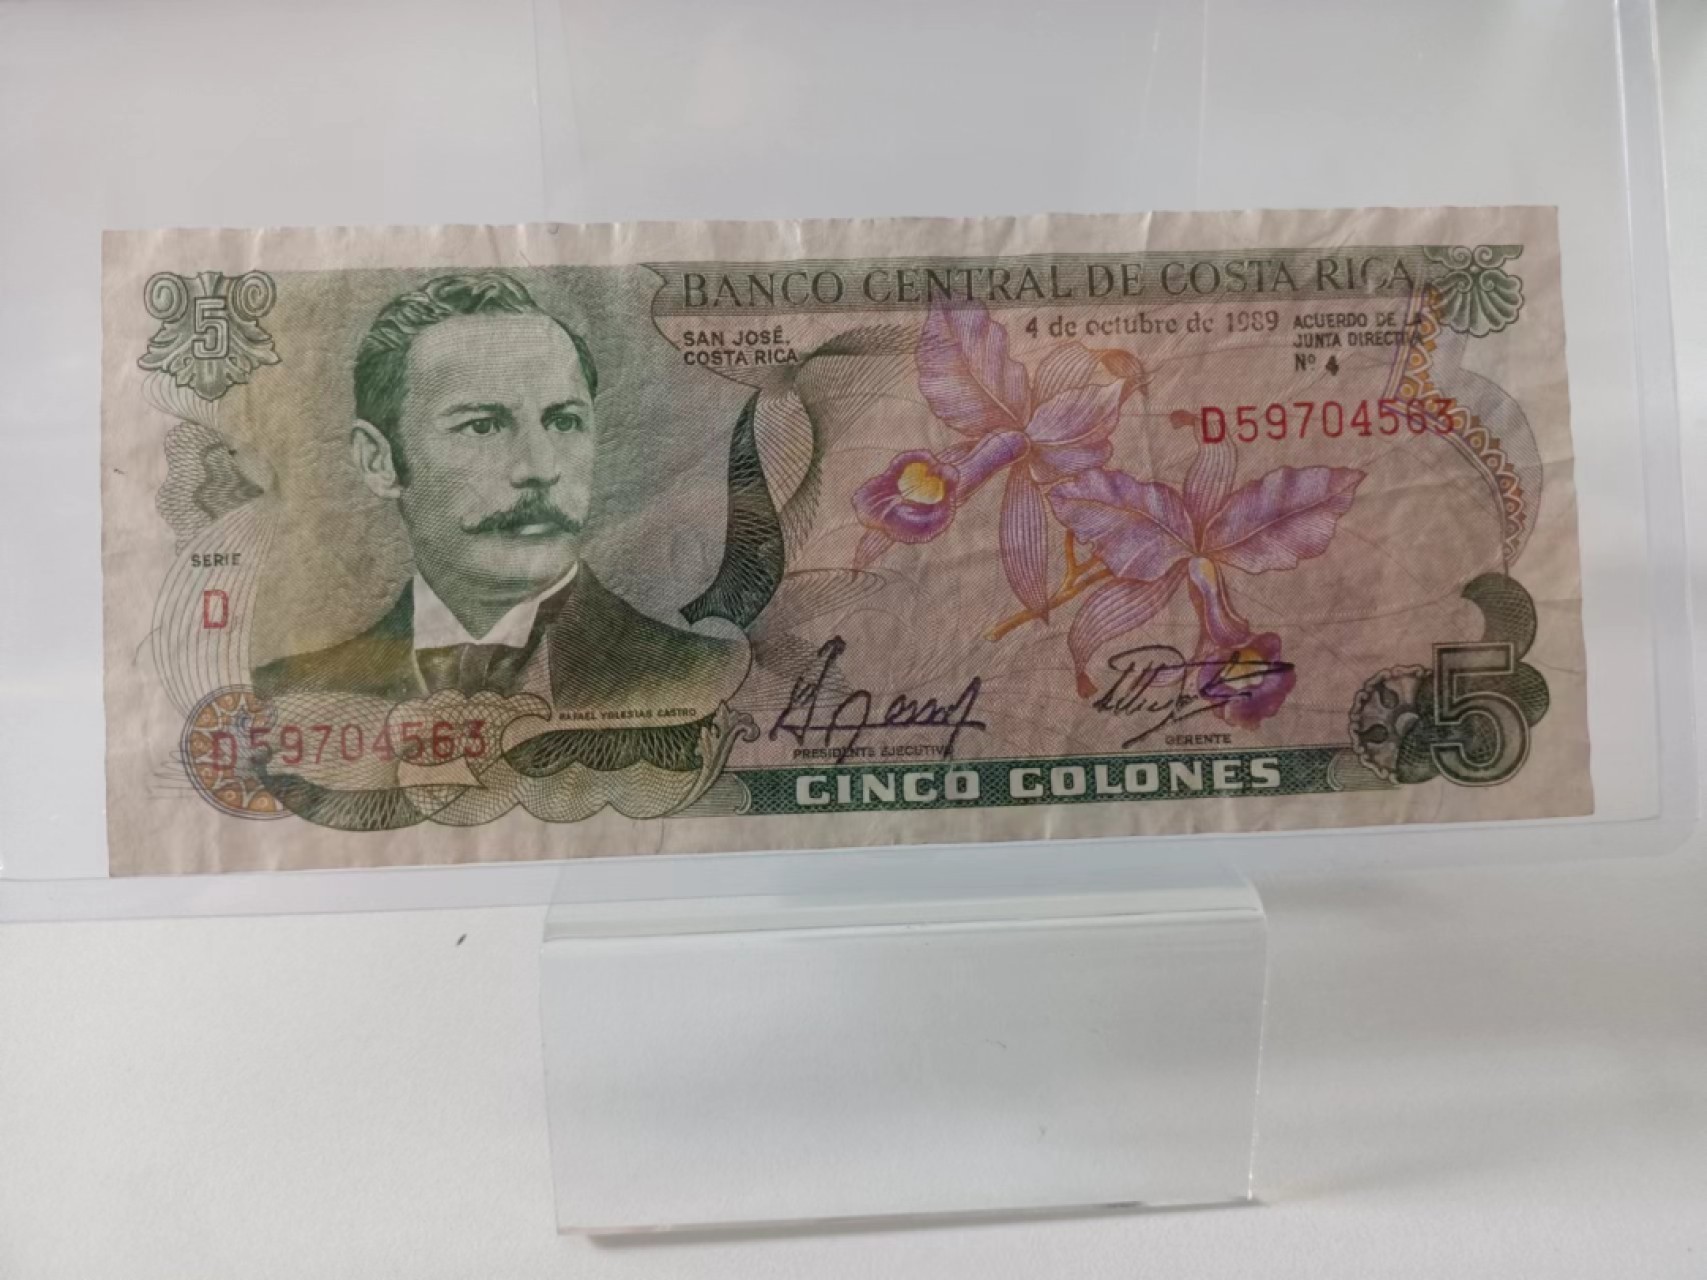 5
BANCO CENTRAL DE COSTA RICA
SAN JOSÉ,
COSTA RICA
4 de octubre de 1989
ACUERDO DE LA
JUNTA DIRECTIVA
Nº 4
D59704563
SERIE
D
RAFAEL YGLESIAS CASTRO
D59704563
PRESIDENTE EJECUTIVO
GERENTE
CINCO COLONES
5